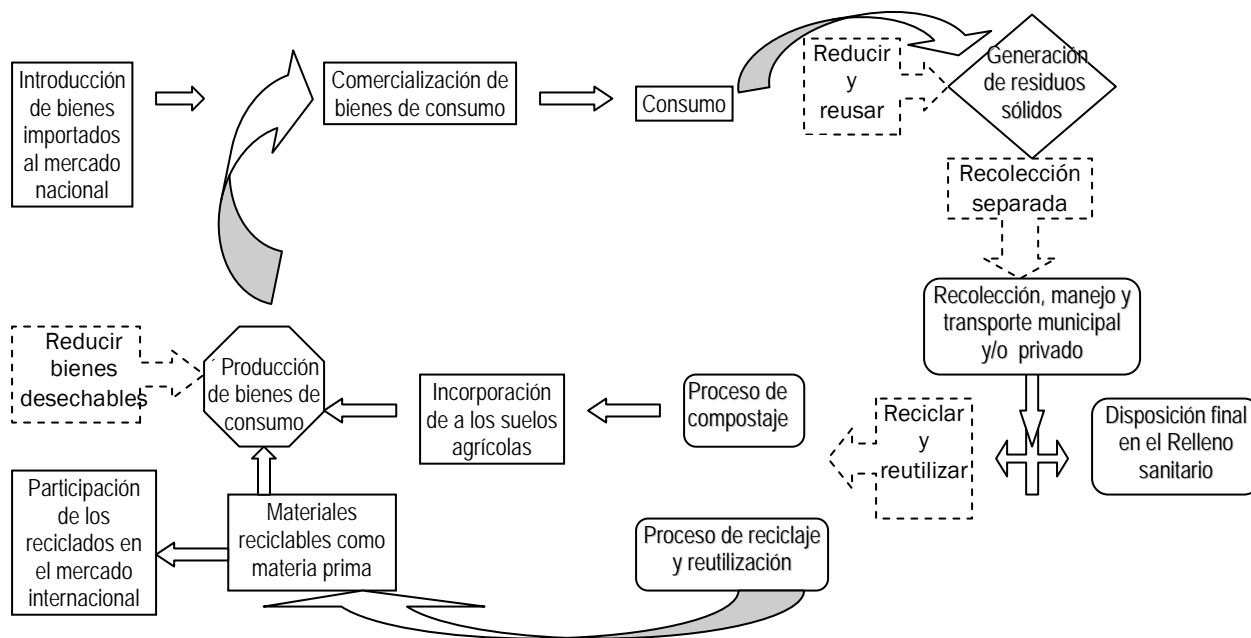 Introducción
de bienes
importados
al mercado
nacional
Comercialización de
bienes de consumo
Consumo
Reducir
y
reusar
Generación
de residuos
sólidos
Recolección
separada
Recolección, manejo y
transporte municipal
y/o privado
Reducir
bienes
desechables
Producción
de bienes de
consumo
Incorporación
de a los suelos
agrícolas
Proceso de
compostaje
Reciclar
y
reutilizar
Disposición final
en el Relleno
sanitario
Participación
de los
reciclados en
el mercado
internacional
Materiales
reciclables como
materia prima
Proceso de reciclaje
y reutilización